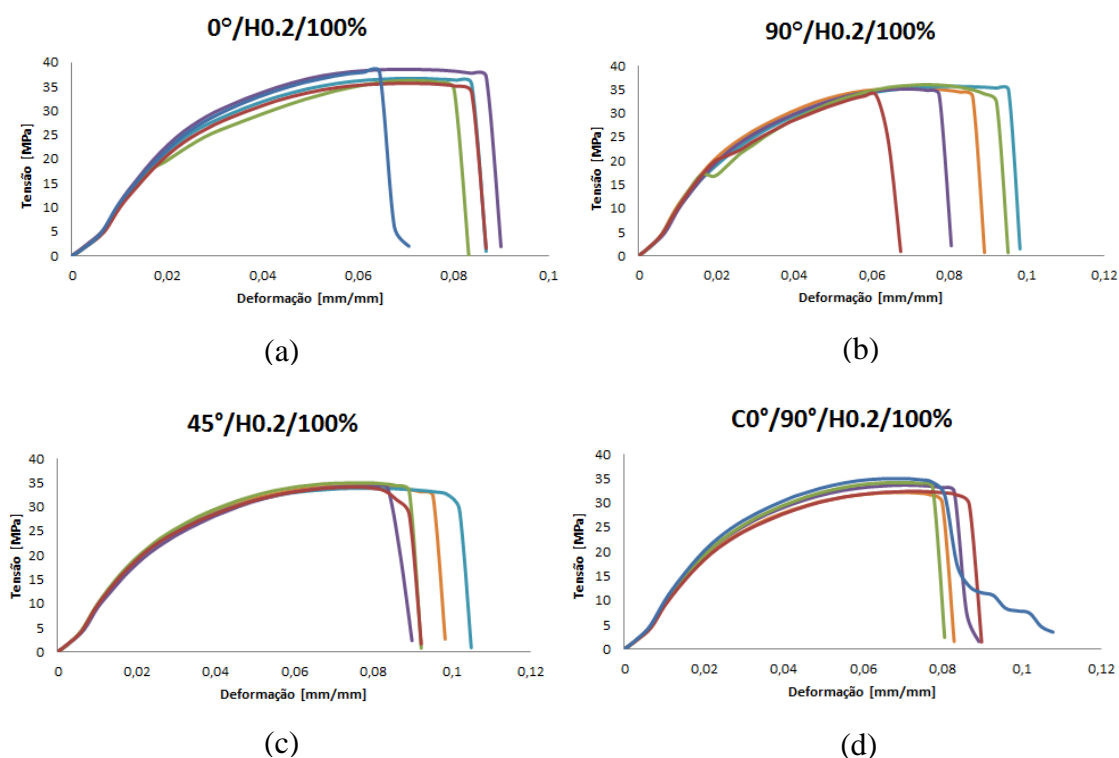 0°/H0.2/100%
40
35
30
25
20
15
10
5
0
Tensão [MPa]
0 0,02 0,04 0,06 0,08 0,1
Deformação [mm/mm]
(a)
90°/H0.2/100%
40
35
30
25
20
15
10
5
0
Tensão [MPa]
0 0,02 0,04 0,06 0,08 0,1 0,12
Deformação [mm/mm]
(b)
45°/H0.2/100%
40
35
30
25
20
15
10
5
0
Tensão [MPa]
0 0,02 0,04 0,06 0,08 0,1 0,12
Deformação [mm/mm]
(c)
C0°/90°/H0.2/100%
40
35
30
25
20
15
10
5
0
Tensão [MPa]
0 0,02 0,04 0,06 0,08 0,1 0,12
Deformação [mm/mm]
(d)